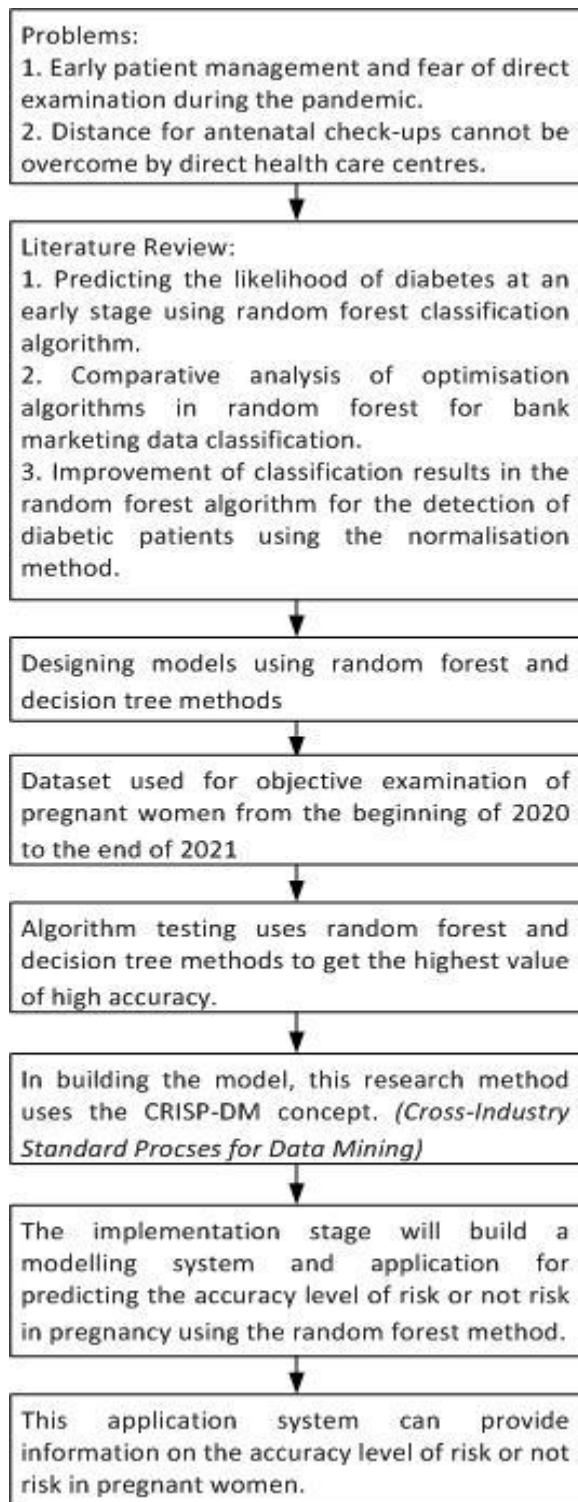 Problems:
1. Early patient management and fear of direct
examination during the pandemic.
2. Distance for antenatal check-ups cannot be
overcome by direct health care centres.
Literature Review:
1. Predicting the likelihood of diabetes at an
early stage using random forest classification
algorithm.
2. Comparative analysis of optimisation
algorithms in random forest for bank
marketing data classification.
3. Improvement of classification results in the
random forest algorithm for the detection of
diabetic patients using the normalisation
method.
Designing models using random forest and
decision tree methods
Dataset used for objective examination of
pregnant women from the beginning of 2020
to the end of 2021
Algorithm testing uses random forest and
decision tree methods to get the highest value
of high accuracy.
In building the model, this research method
uses the CRISP-DM concept. (Cross-Industry
Standard Procses for Data Mining)
The implementation stage will build a
modelling system and application for
predicting the accuracy level of risk or not risk
in pregnancy using the random forest method.
This application system can provide
information on the accuracy level of risk or not
risk in pregnant women.